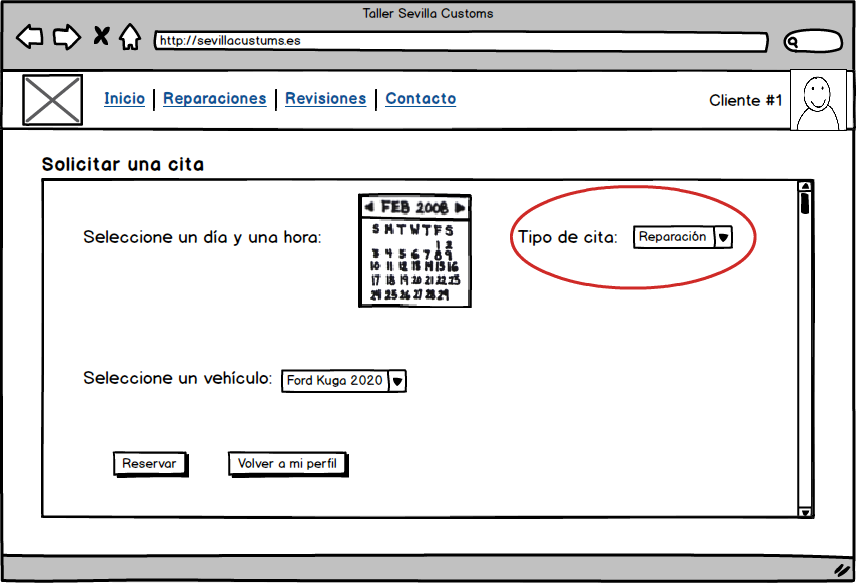 Taller Sevilla Customs
http://sevillacustums.es
Inicio | Reparaciones | Revisiones | Contacto
Cliente #1
Solicitar una cita
FEB 2008
S M T W T F S
1 2
3 4 5 6 7 8 9
10 11 12 13 14 15 16
17 18 19 20 21 22 23
24 25 26 27 28 29
Seleccione un día y una hora:
Tipo de cita: Reparación
Seleccione un vehículo: Ford Kuga 2020
Reservar
Volver a mi perfil